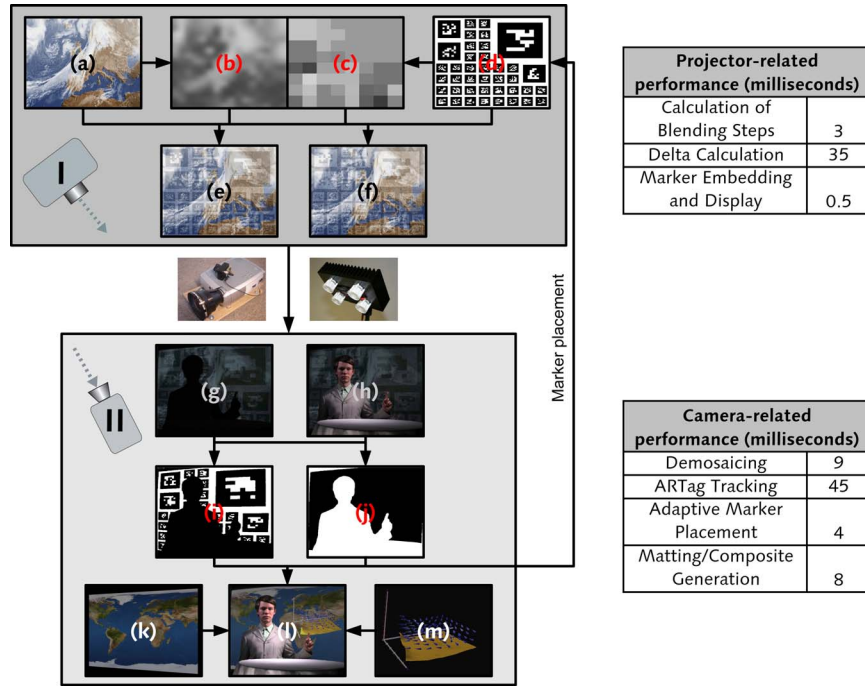 (a)
(b)
(c)
(d)
I
(e)
(f)
Marker placement
II
(g)
(h)
(i)
(j)
(k)
(l)
(m)
Projector-related
performance (milliseconds)
Calculation of
Blending Steps 3
Delta Calculation 35
Marker Embedding
and Display 0.5
Camera-related
performance (milliseconds)
Demosaicing 9
ARTag Tracking 45
Adaptive Marker
Placement 4
Matting/Composite
Generation 8